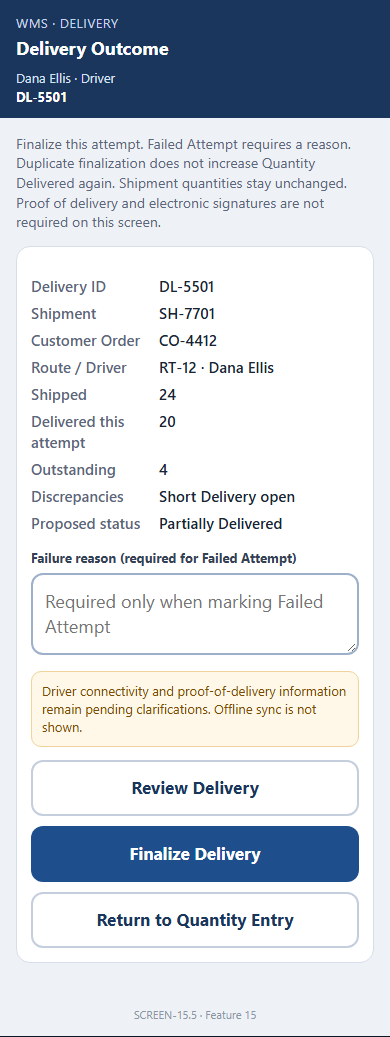 WMS · DELIVERY
Delivery Outcome
Dana Ellis · Driver
DL-5501
Finalize this attempt. Failed Attempt requires a reason.
Duplicate finalization does not increase Quantity
Delivered again. Shipment quantities stay unchanged.
Proof of delivery and electronic signatures are not
required on this screen.
Delivery ID DL-5501
Shipment SH-7701
Customer Order CO-4412
Route / Driver RT-12 · Dana Ellis
Shipped 24
Delivered this 20
attempt
Outstanding 4
Discrepancies Short Delivery open
Proposed status Partially Delivered
Failure reason (required for Failed Attempt)
Required only when marking Failed
Attempt
Driver connectivity and proof-of-delivery information
remain pending clarifications. Offline sync is not
shown.
Review Delivery
Finalize Delivery
Return to Quantity Entry
SCREEN-15.5 · Feature 15